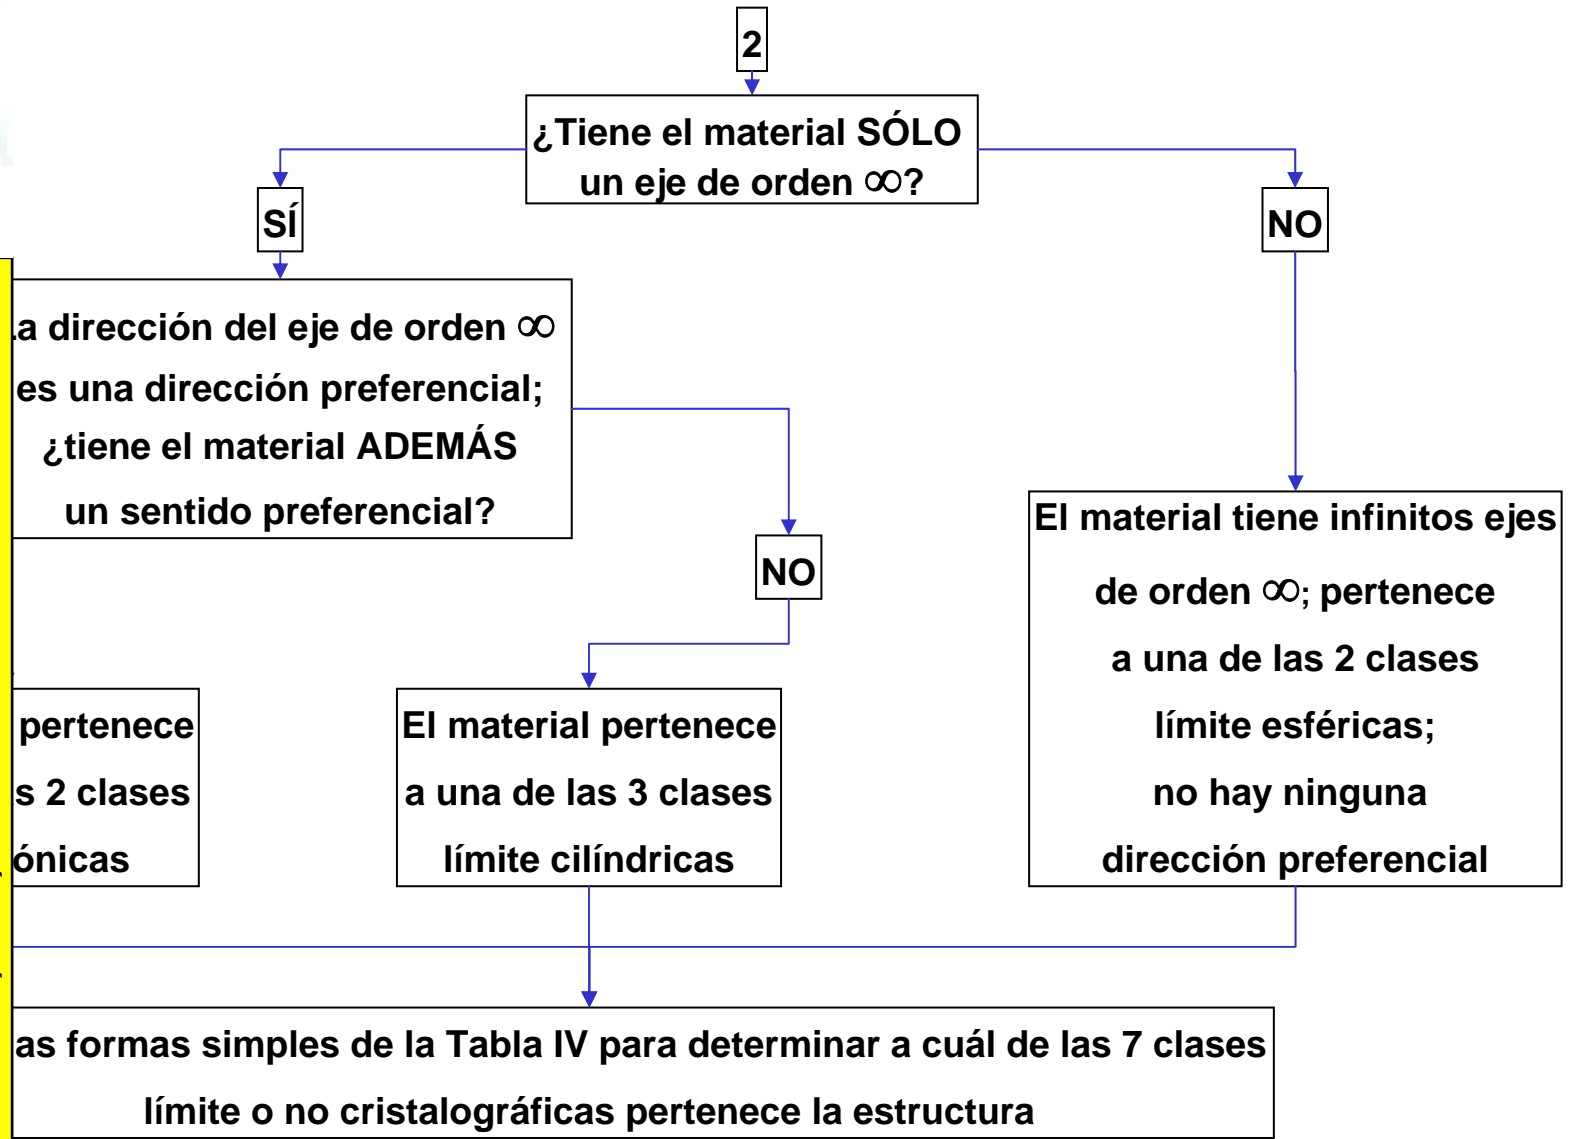 2
¿Tiene el material SÓLO
un eje de orden ∞?
SÍ
NO
a dirección del eje de orden ∞
es una dirección preferencial;
¿tiene el material ADEMÁS
un sentido preferencial?
NO
El material tiene infinitos ejes
de orden ∞; pertenece
a una de las 2 clases
límite esféricas;
no hay ninguna
dirección preferencial
pertenece
s 2 clases
ónicas
El material pertenece
a una de las 3 clases
límite cilíndricas
as formas simples de la Tabla IV para determinar a cuál de las 7 clases
límite o no cristalográficas pertenece la estructura